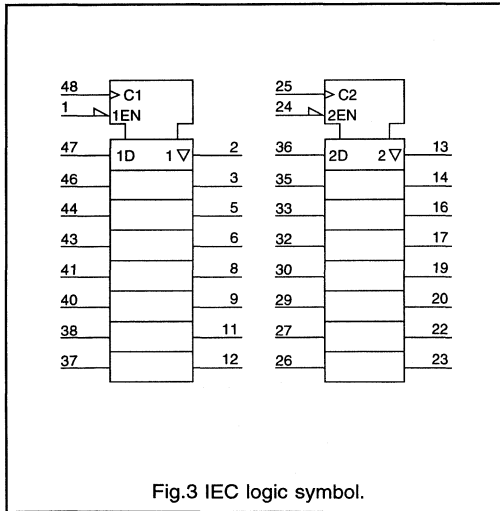 48 C1
1 1EN
47 1D 1 ▽ 2
46 3
44 5
43 6
41 8
40 9
38 11
37 12
25 C2
24 2EN
36 2D 2 ▽ 13
35 14
33 16
32 17
30 19
29 20
27 22
26 23
Fig.3 IEC logic symbol.